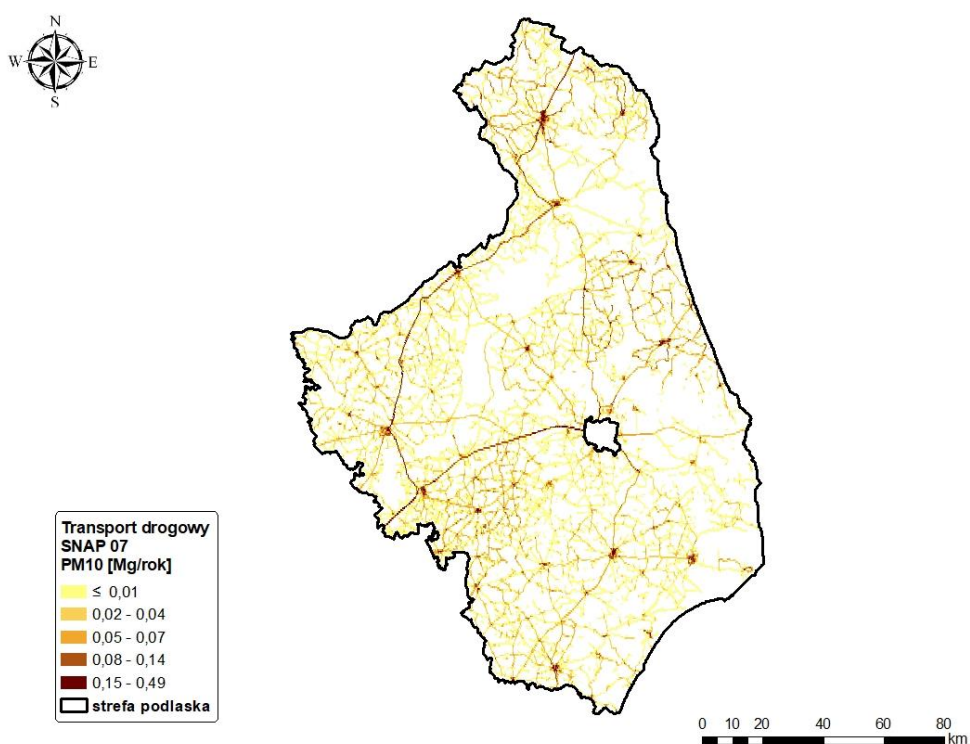 N
W E
S
Transport drogowy
SNAP 07
PM10 [Mg/rok]
≤ 0,01
0,02 - 0,04
0,05 - 0,07
0,08 - 0,14
0,15 - 0,49
strefa podlaska
0 10 20 40 60 80
km